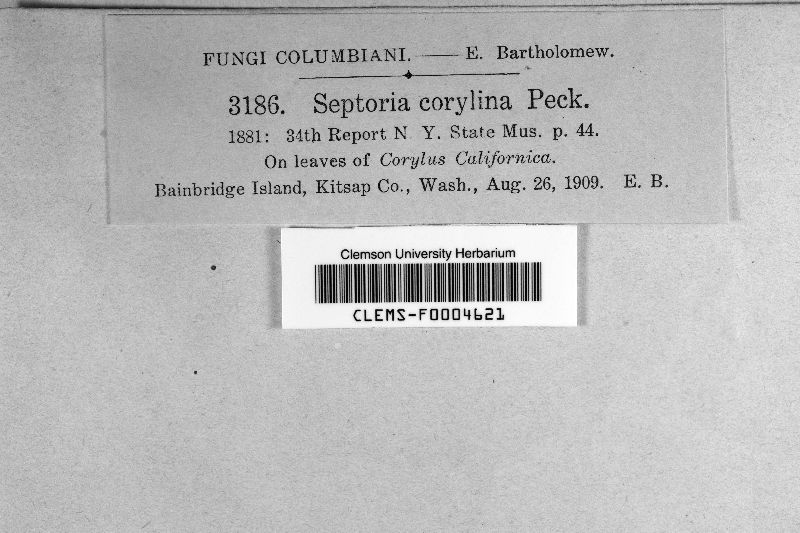 FUNGI COLUMBIANI. — E. Bartholomew.
3186. Septoria corylina Peck.
1881: 34th Report N Y. State Mus. p. 44.
On leaves of Corylus Californica.
Bainbridge Island, Kitsap Co., Wash., Aug. 26, 1909. E. B.
Clemson University Herbarium
CLEMS-F0004621